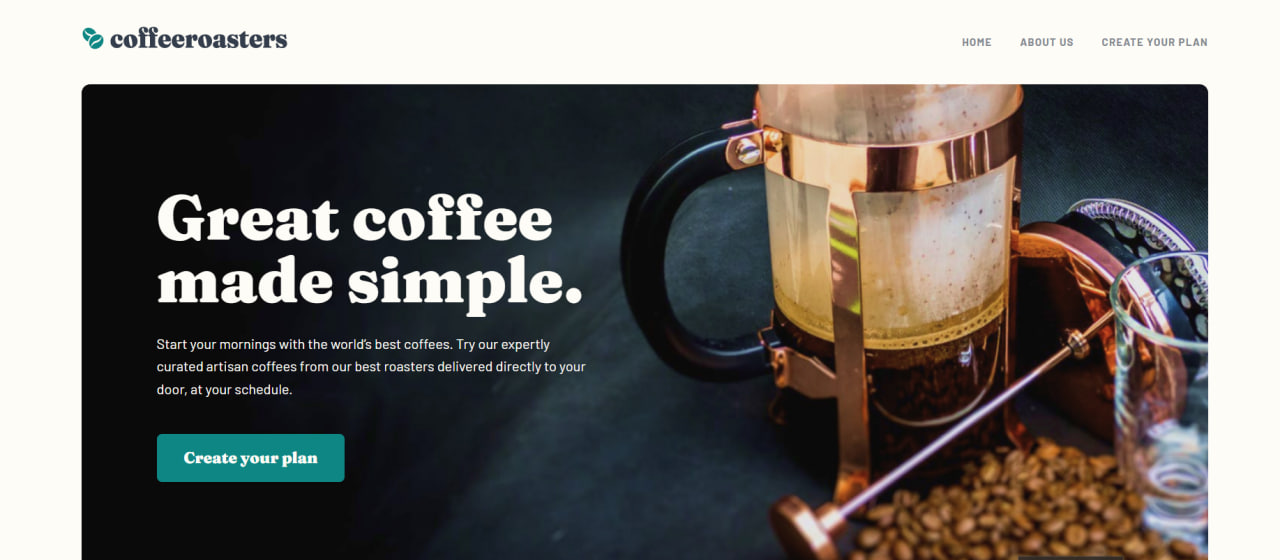 coffeeroasters
HOME
ABOUT US
CREATE YOUR PLAN
Great coffee
made simple.
Start your mornings with the world’s best coffees. Try our expertly
curated artisan coffees from our best roasters delivered directly to your
door, at your schedule.
Create your plan